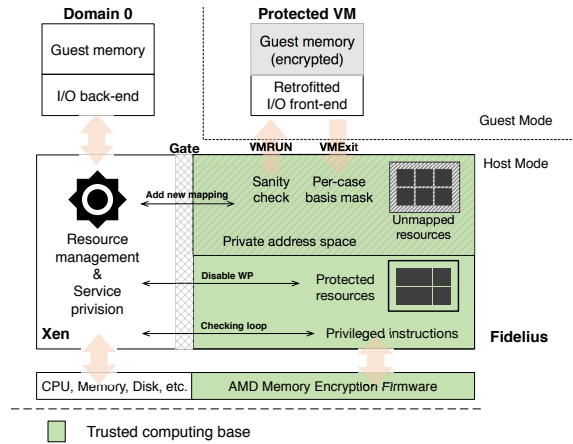 Domain 0
Protected VM
Guest memory
I/O back-end
Guest memory
(encrypted)
Retrofitted
I/O front-end
Guest Mode
Host Mode
Gate
VMRUN
VMExit
Add new mapping
Sanity
check
Per-case
basis mask
Unmapped
resources
Private address space
Resource
management
&
Service
privision
Disable WP
Protected
resources
Checking loop
Privileged instructions
Xen
Fidelius
CPU, Memory, Disk, etc.
AMD Memory Encryption Firmware
Trusted computing base